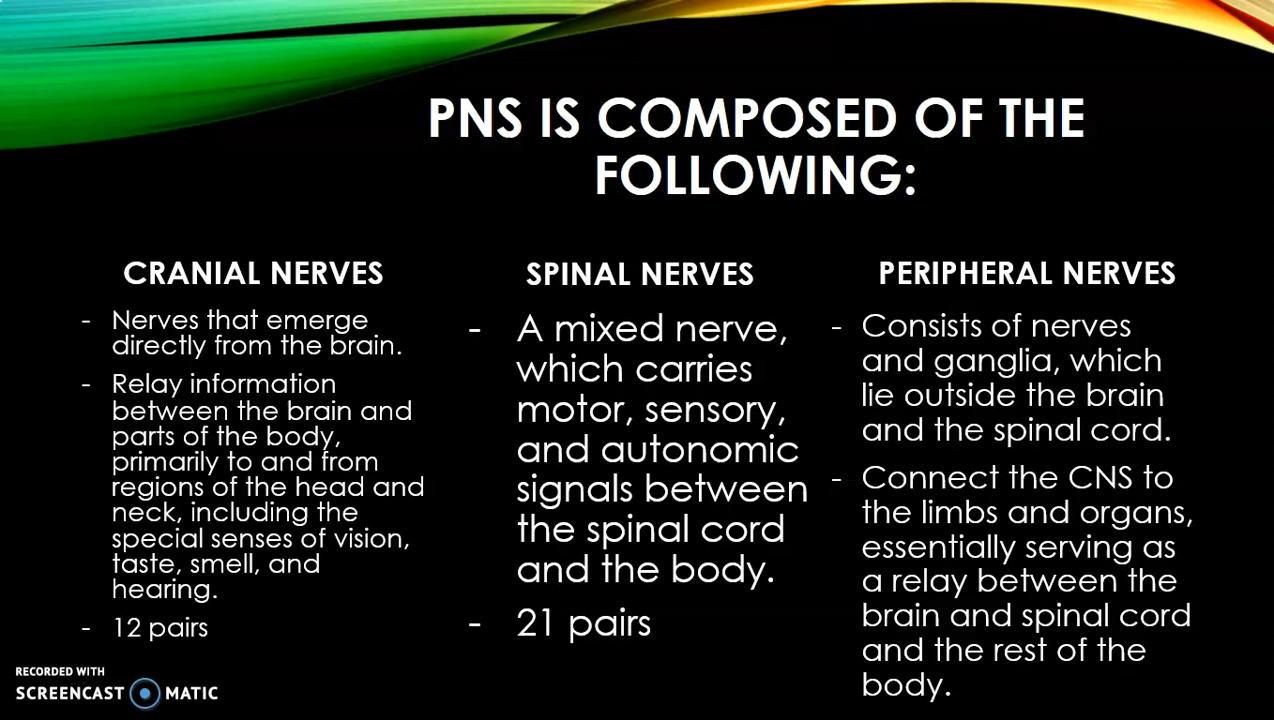 PNS IS COMPOSED OF THE
FOLLOWING:
CRANIAL NERVES
- Nerves that emerge
directly from the brain.
- Relay information
between the brain and
parts of the body,
primarily to and from
regions of the head and
neck, including the
special senses of vision,
taste, smell, and
hearing.
- 12 pairs
SPINAL NERVES
- A mixed nerve,
which carries
motor, sensory,
and autonomic
signals between
the spinal cord
and the body.
- 21 pairs
PERIPHERAL NERVES
- Consists of nerves
and ganglia, which
lie outside the brain
and the spinal cord.
- Connect the CNS to
the limbs and organs,
essentially serving as
a relay between the
brain and spinal cord
and the rest of the
body.
RECORDED WITH
SCREENCAST MATIC